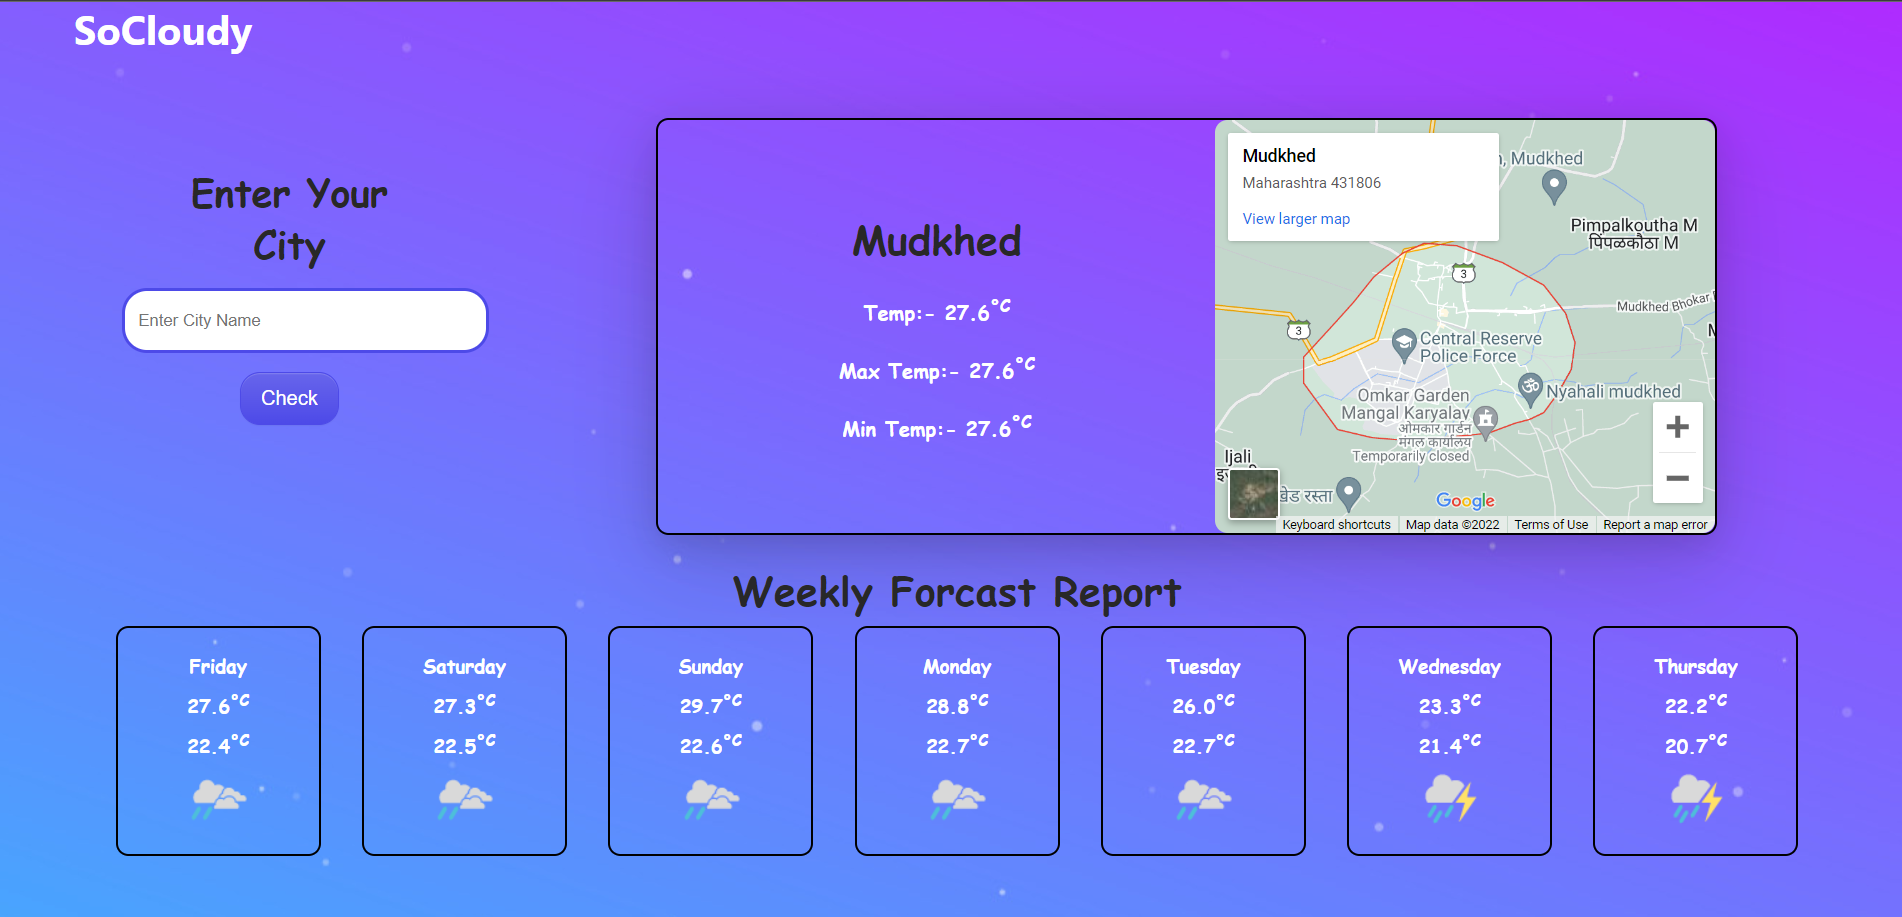 SoCloudy
Enter Your
City
Enter City Name
Check
Mudkhed
Temp:- 27.6°C
Max Temp:- 27.6°C
Min Temp:- 27.6°C
Mudkhed
Maharashtra 431806
View larger map
, Mudkhed
Pimpalkoutha M
पिंपळकौठा M
3
Mudkhed Bhokar
3
Central Reserve
Police Force
Nyahali mudkhed
Omkar Garden
Mangal Karyalay
ओमकार गार्डन
मंगल कार्यालय
Temporarily closed
Ijali
रस्ता
Google
Keyboard shortcuts
Map data ©2022
Terms of Use
Report a map error
Weekly Forcast Report
Friday
27.6°C
22.4°C
Saturday
27.3°C
22.5°C
Sunday
29.7°C
22.6°C
Monday
28.8°C
22.7°C
Tuesday
26.0°C
22.7°C
Wednesday
23.3°C
21.4°C
Thursday
22.2°C
20.7°C